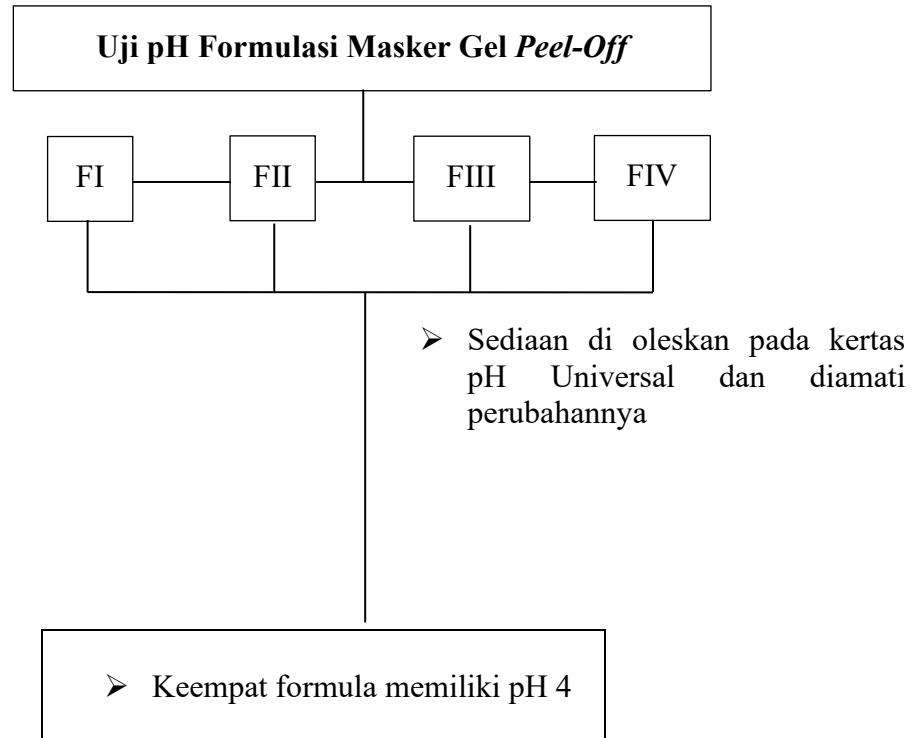 Uji pH Formulasi Masker Gel Peel-Off
FI
FII
FIII
FIV
➢ Sediaan di oleskan pada kertas
pH Universal dan diamati
perubahannya
➢ Keempat formula memiliki pH 4